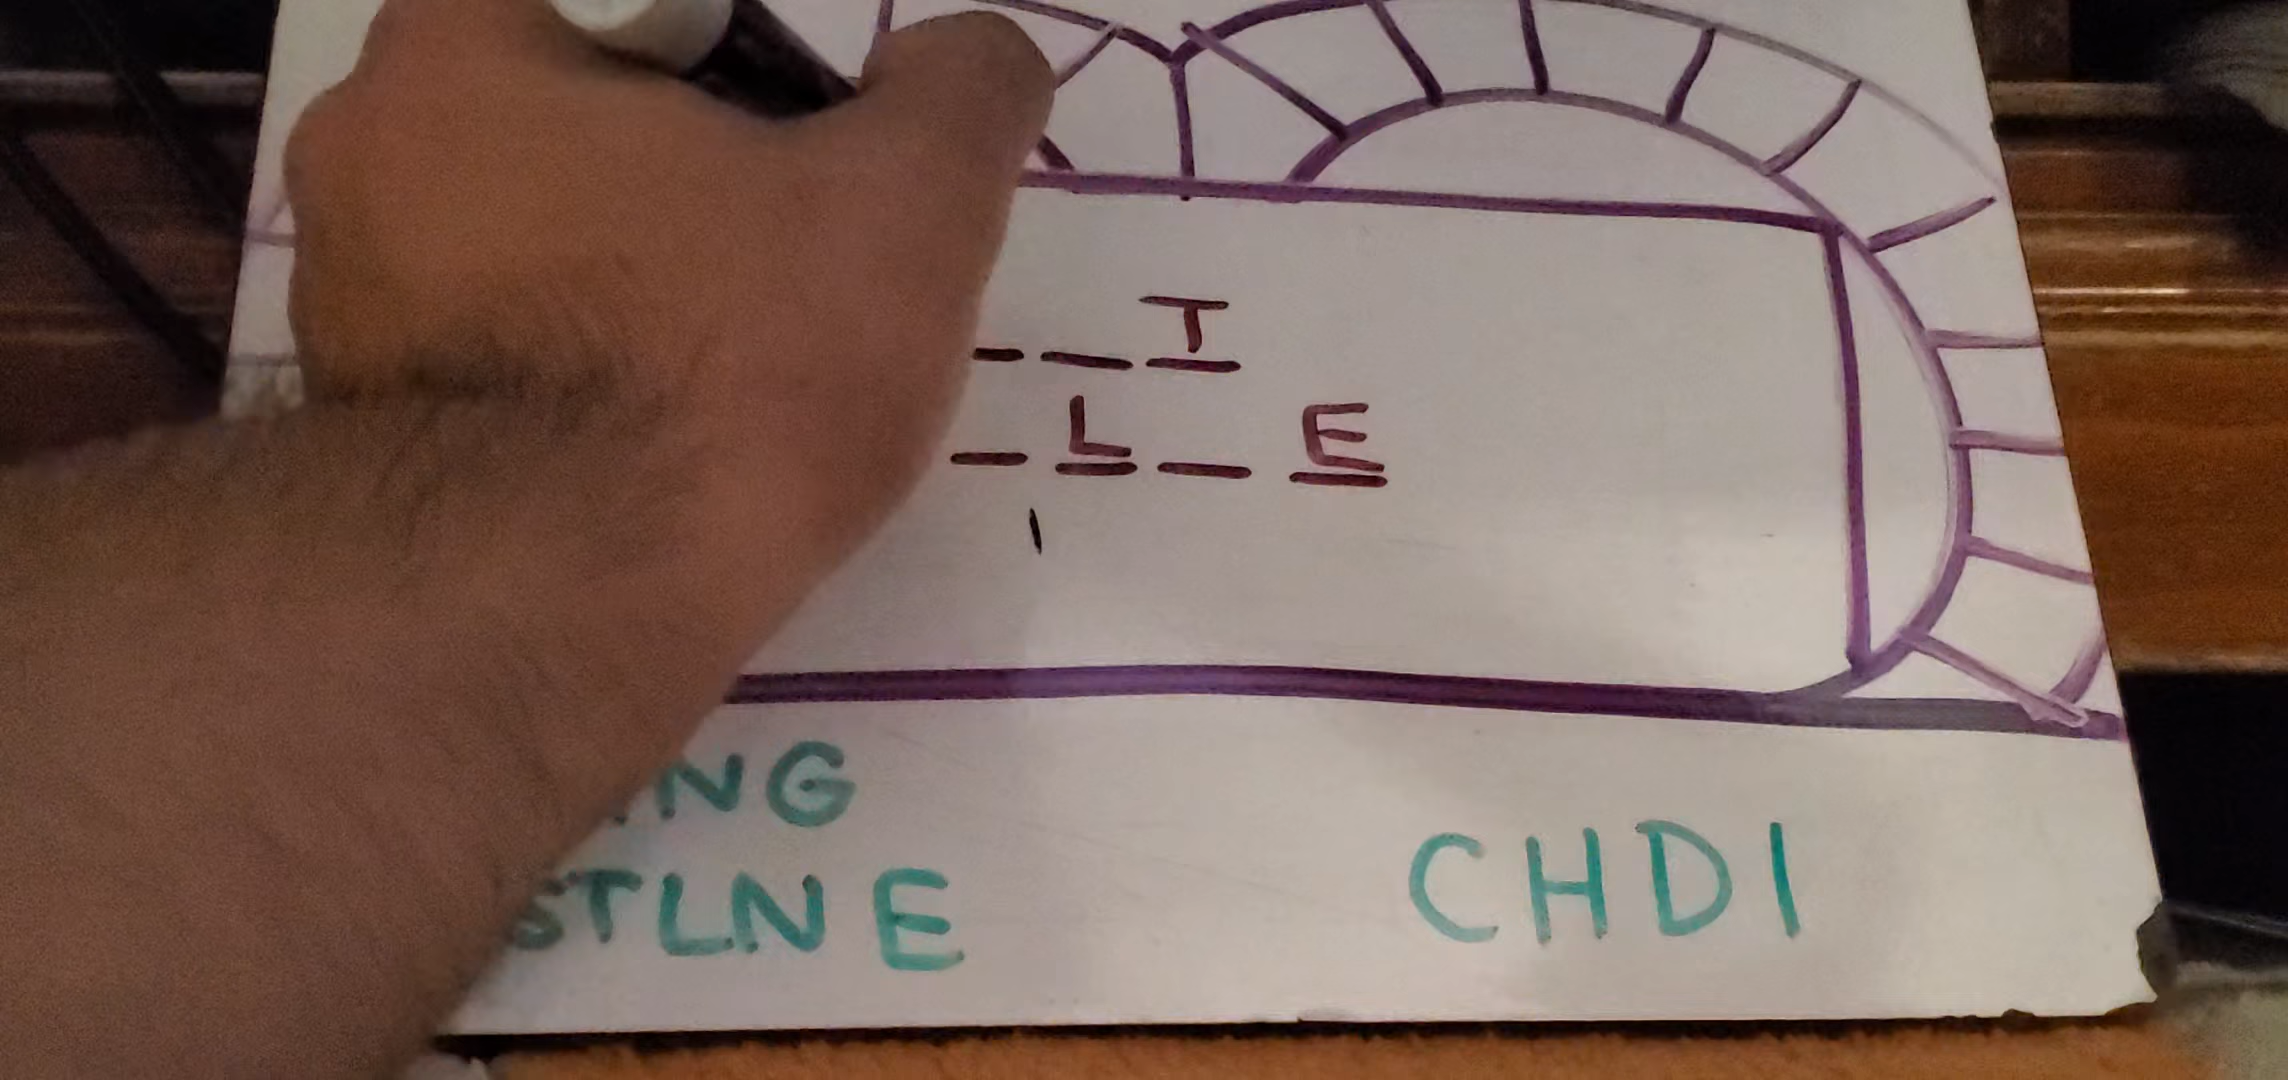 _ _ T
_ L _ E
NG
STLNE
CHDI